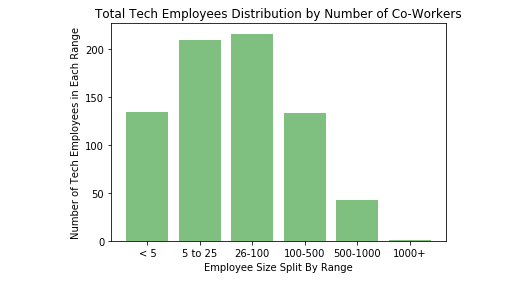 Total Tech Employees Distribution by Number of Co-Workers
Number of Tech Employees in Each Range
200
150
100
50
0
< 5
5 to 25
26-100
100-500
500-1000
1000+
Employee Size Split By Range